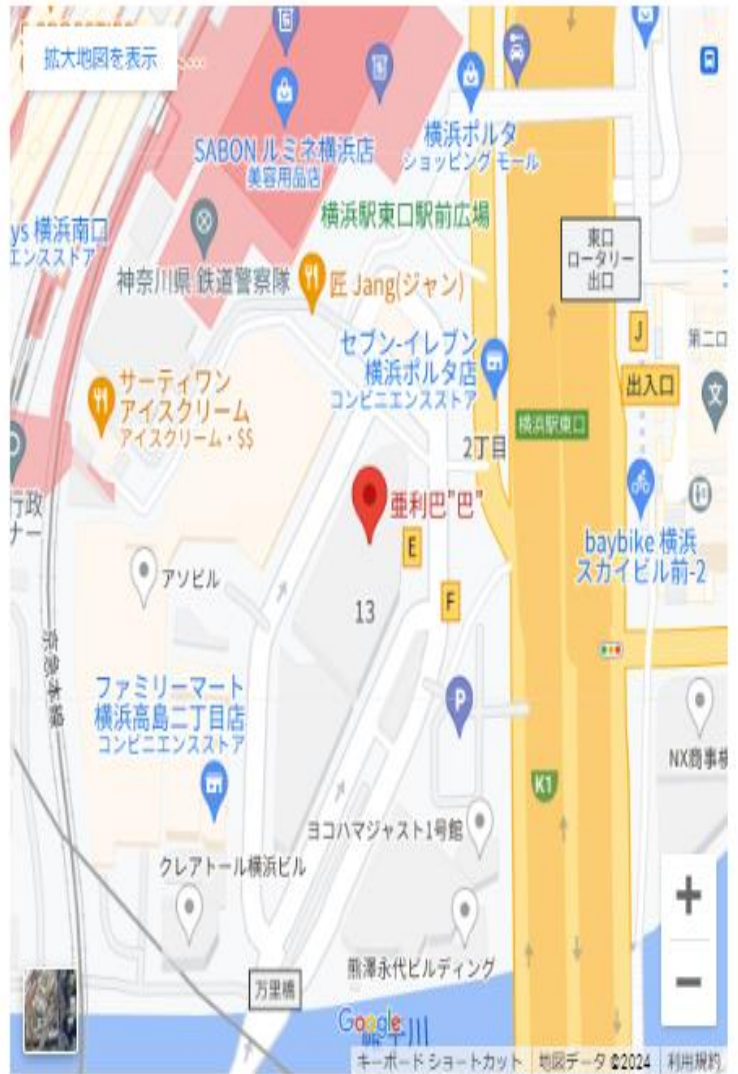 拡大地図を表示
SABON ルミネ横浜店
美容用品店
横浜ポルタ
ショッピング モール
横浜駅東口駅前広場
ys 横浜南口
エンスストア
東口
ロータリー
出口
神奈川県 鉄道警察隊
匠 Jang(ジャン)
J
第二ロ
セブン-イレブン
横浜ポルタ店
コンビニエンスストア
サーティワン
アイスクリーム
アイスクリーム・$$
出入口
文
横浜駅東口
2丁目
行政
ナー
亜利巴”巴”
E
baybike 横浜
スカイビル前-2
アソビル
F
13
京急本線
ファミリーマート
横浜高島二丁目店
コンビニエンスストア
P
NX商事横
K1
ヨコハマジャスト1号館
クレアトール横浜ビル
+
熊澤永代ビルディング
−
万里橋
Google
キーボード ショートカット
地図データ ©2024
利用規約